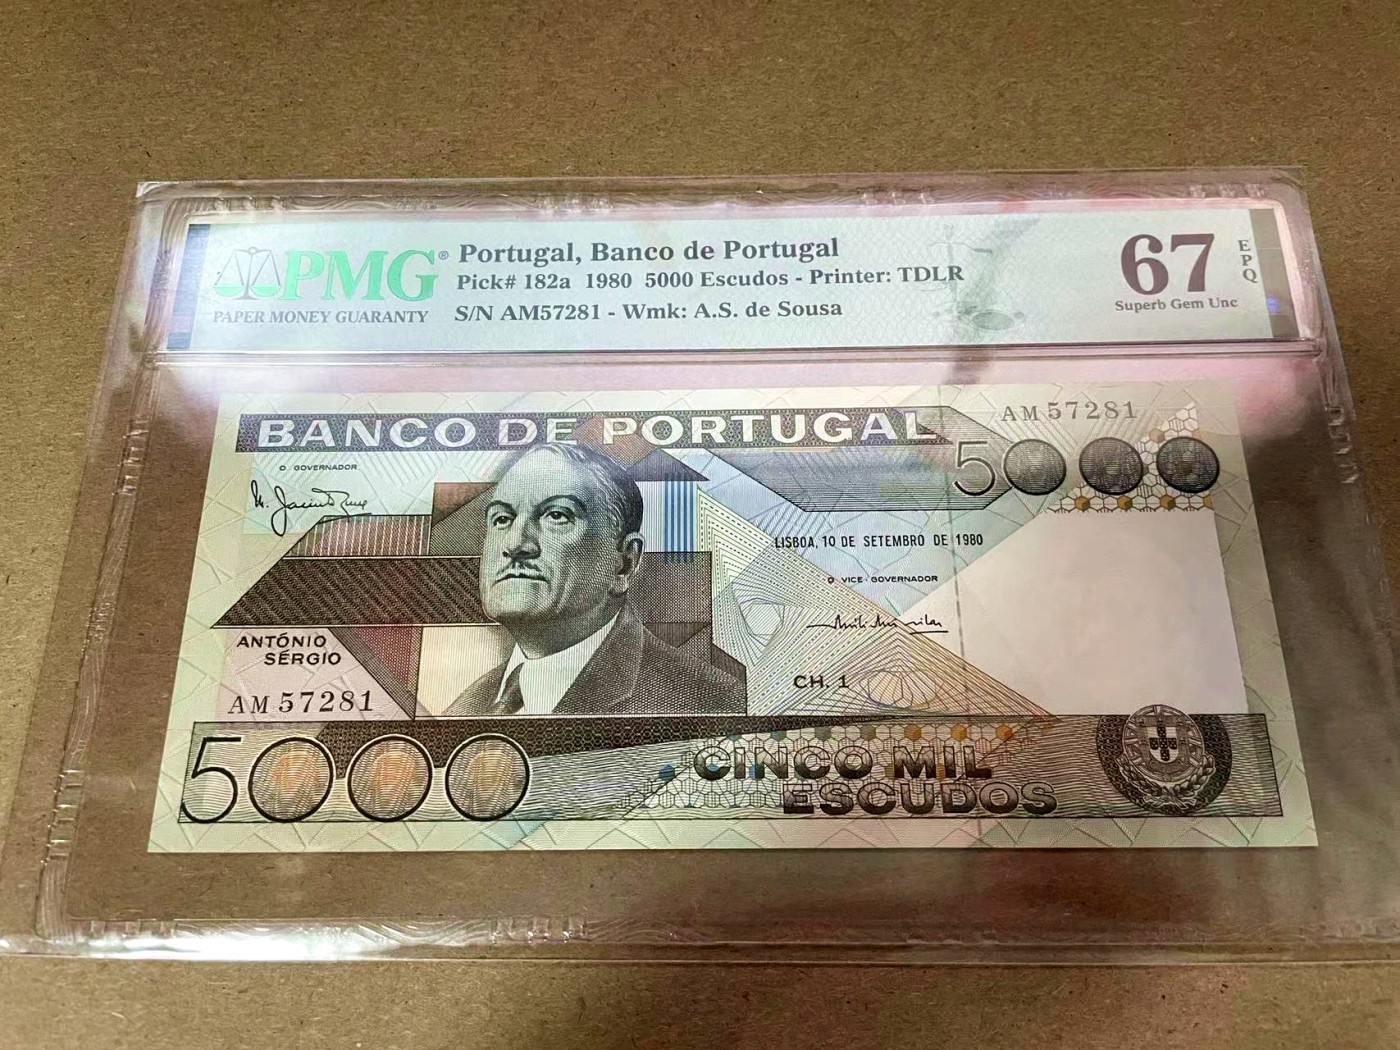 PMG®
PAPER MONEY GUARANTY
Portugal, Banco de Portugal
Pick# 182a 1980 5000 Escudos - Printer: TDLR
S/N AM57281 - Wmk: A.S. de Sousa
67 EPQ
Superb Gem Unc
BANCO DE PORTUGAL
AM 57281
5000
O GOVERNADOR
LISBOA, 10 DE SETEMBRO DE 1980
O VICE-GOVERNADOR
ANTÓNIO
SÉRGIO
CH. 1
AM 57281
5000
CINCO MIL
ESCUDOS